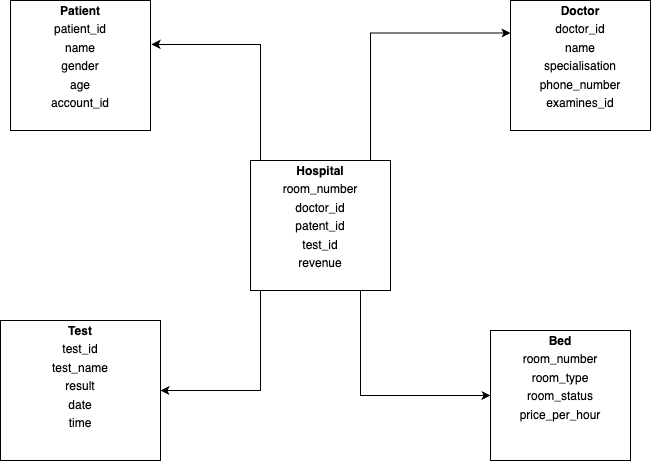 Patient
patient_id
name
gender
age
account_id
Doctor
doctor_id
name
specialisation
phone_number
examines_id
Hospital
room_number
doctor_id
patent_id
test_id
revenue
Test
test_id
test_name
result
date
time
Bed
room_number
room_type
room_status
price_per_hour